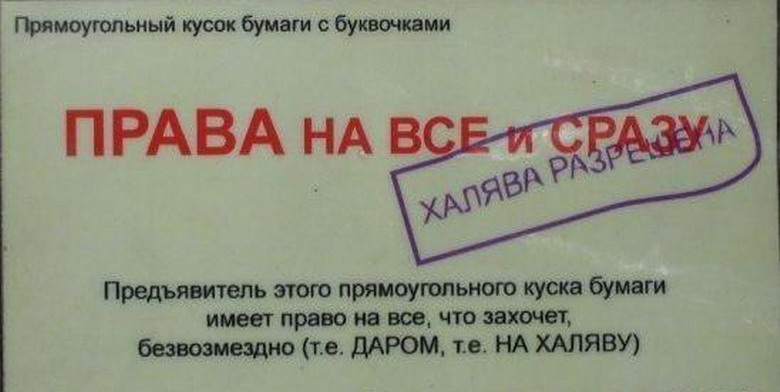 Прямоугольный кусок бумаги с буквочками
ПРАВА НА ВСЕ и СРАЗУ
ХАЛЯВА РАЗРЕШЕНА
Предъявитель этого прямоугольного куска бумаги
имеет право на все, что захочет,
безвозмездно (т.е. ДАРОМ, т.е. НА ХАЛЯВУ)